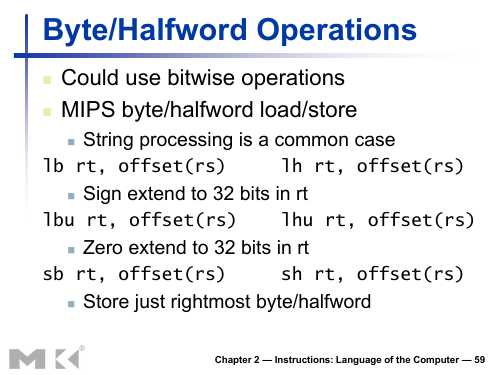 Byte/Halfword Operations
Could use bitwise operations
MIPS byte/halfword load/store
String processing is a common case
lb rt, offset(rs) lh rt, offset(rs)
Sign extend to 32 bits in rt
lbu rt, offset(rs) lhu rt, offset(rs)
Zero extend to 32 bits in rt
sb rt, offset(rs) sh rt, offset(rs)
Store just rightmost byte/halfword
MK®
Chapter 2 — Instructions: Language of the Computer — 59